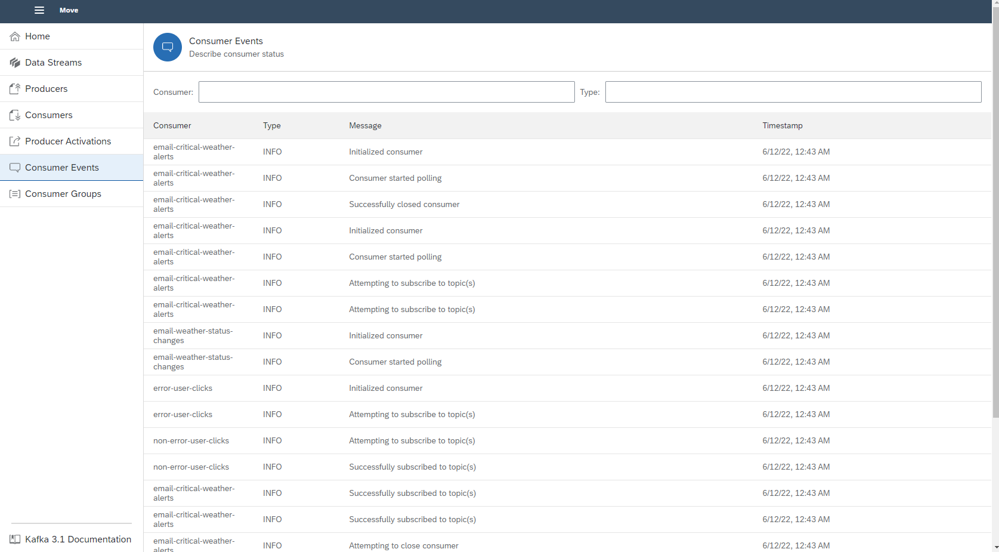 Move
Home
Data Streams
Producers
Consumers
Producer Activations
Consumer Events
Consumer Groups
Kafka 3.1 Documentation
Consumer Events
Describe consumer status
Consumer: Type:
Consumer Type Message Timestamp
email-critical-weather-
alerts INFO Initialized consumer 6/12/22, 12:43 AM
email-critical-weather-
alerts INFO Consumer started polling 6/12/22, 12:43 AM
email-critical-weather-
alerts INFO Successfully closed consumer 6/12/22, 12:43 AM
email-critical-weather-
alerts INFO Initialized consumer 6/12/22, 12:43 AM
email-critical-weather-
alerts INFO Consumer started polling 6/12/22, 12:43 AM
email-critical-weather-
alerts INFO Attempting to subscribe to topic(s) 6/12/22, 12:43 AM
email-critical-weather-
alerts INFO Attempting to subscribe to topic(s) 6/12/22, 12:43 AM
email-weather-status-
changes INFO Initialized consumer 6/12/22, 12:43 AM
email-weather-status-
changes INFO Consumer started polling 6/12/22, 12:43 AM
error-user-clicks INFO Initialized consumer 6/12/22, 12:43 AM
error-user-clicks INFO Attempting to subscribe to topic(s) 6/12/22, 12:43 AM
non-error-user-clicks INFO Attempting to subscribe to topic(s) 6/12/22, 12:43 AM
non-error-user-clicks INFO Successfully subscribed to topic(s) 6/12/22, 12:43 AM
email-critical-weather-
alerts INFO Successfully subscribed to topic(s) 6/12/22, 12:43 AM
email-critical-weather-
alerts INFO Successfully subscribed to topic(s) 6/12/22, 12:43 AM
email-critical-weather-
alerts INFO Attempting to close consumer 6/12/22, 12:43 AM